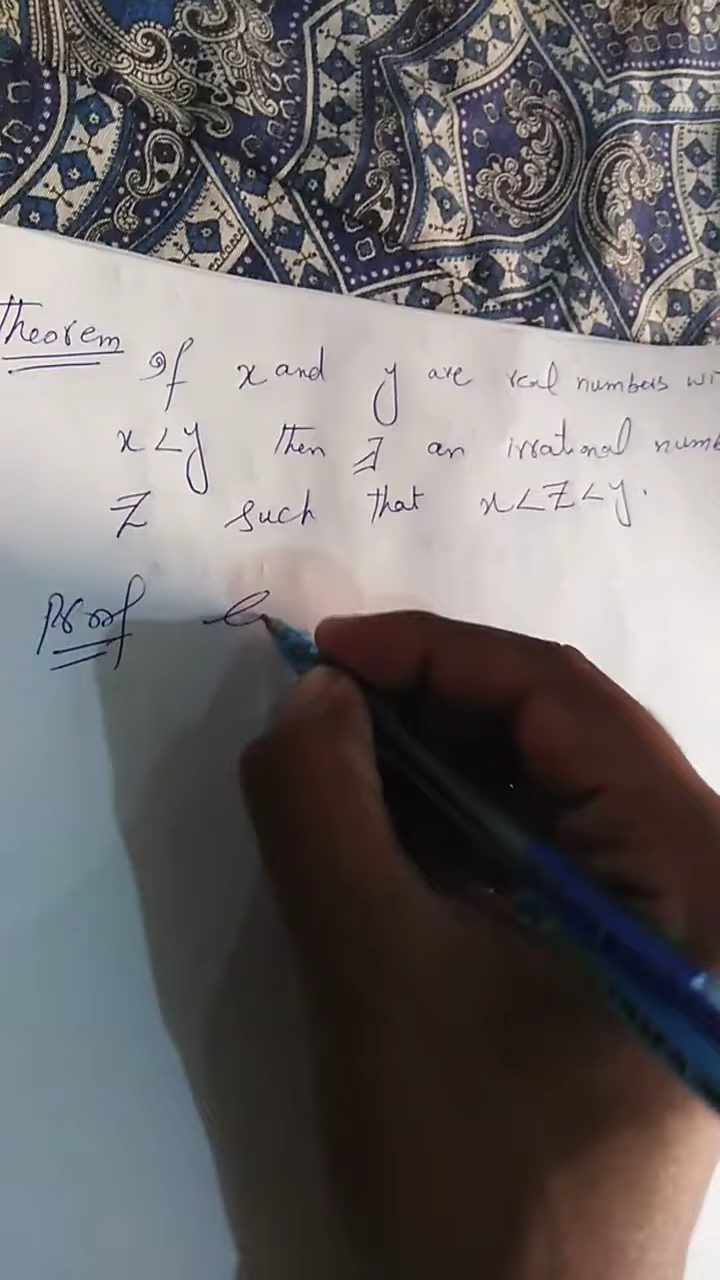 Theorem If x and y are real numbers wi
x<y then ∃ an irrational numb
Z such that x<Z<y.
Proof